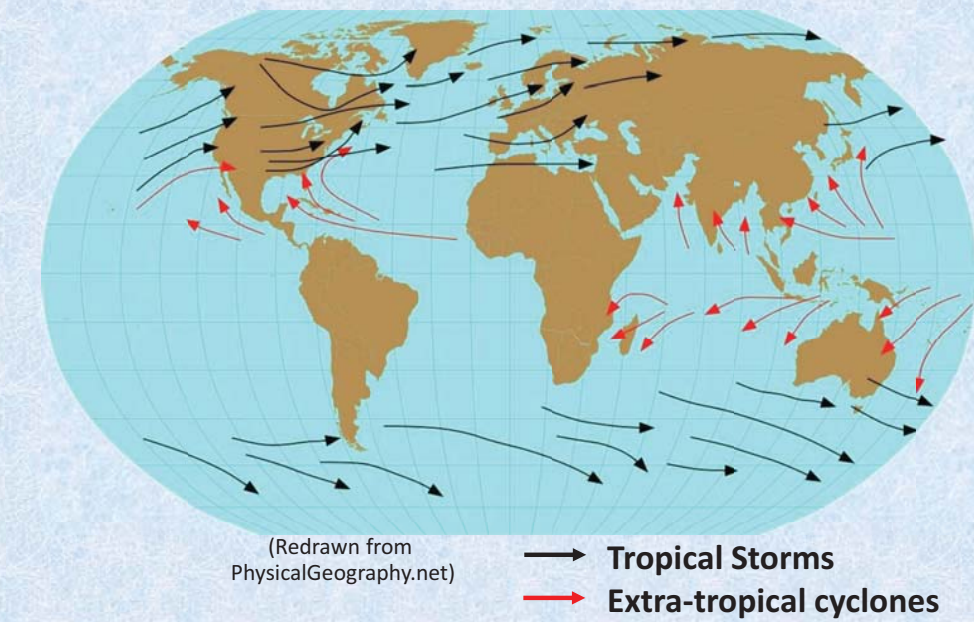 (Redrawn from
PhysicalGeography.net)
Tropical Storms
Extra-tropical cyclones